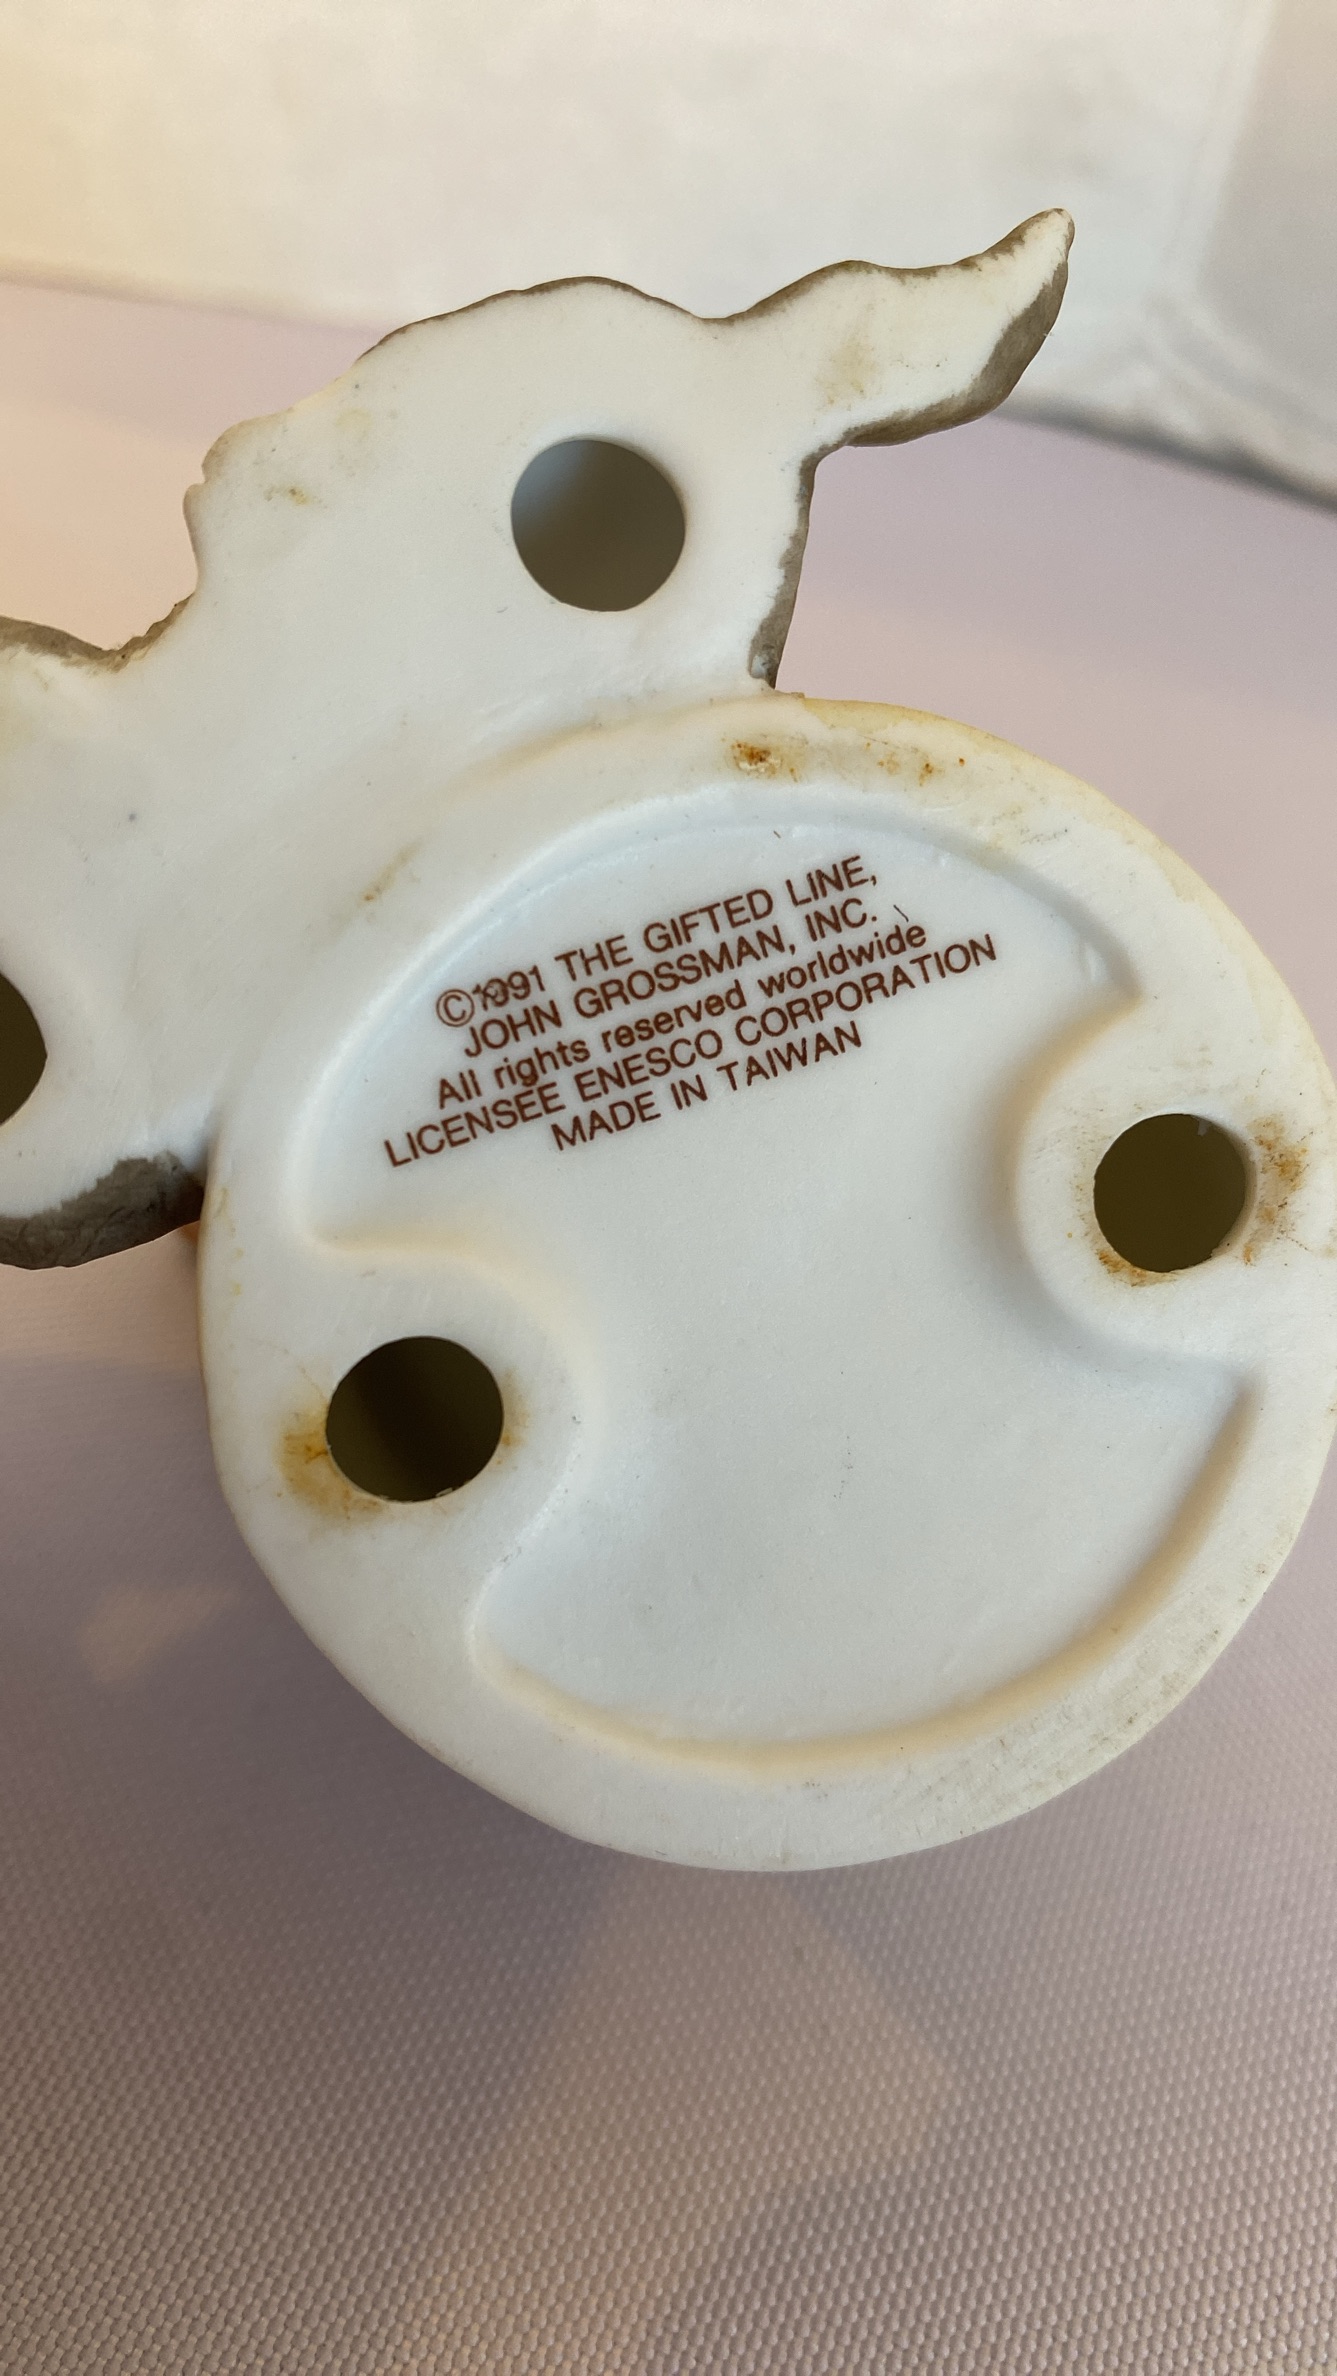 ©1991 THE GIFTED LINE,
JOHN GROSSMAN, INC.
All rights reserved worldwide
LICENSEE ENESCO CORPORATION
MADE IN TAIWAN